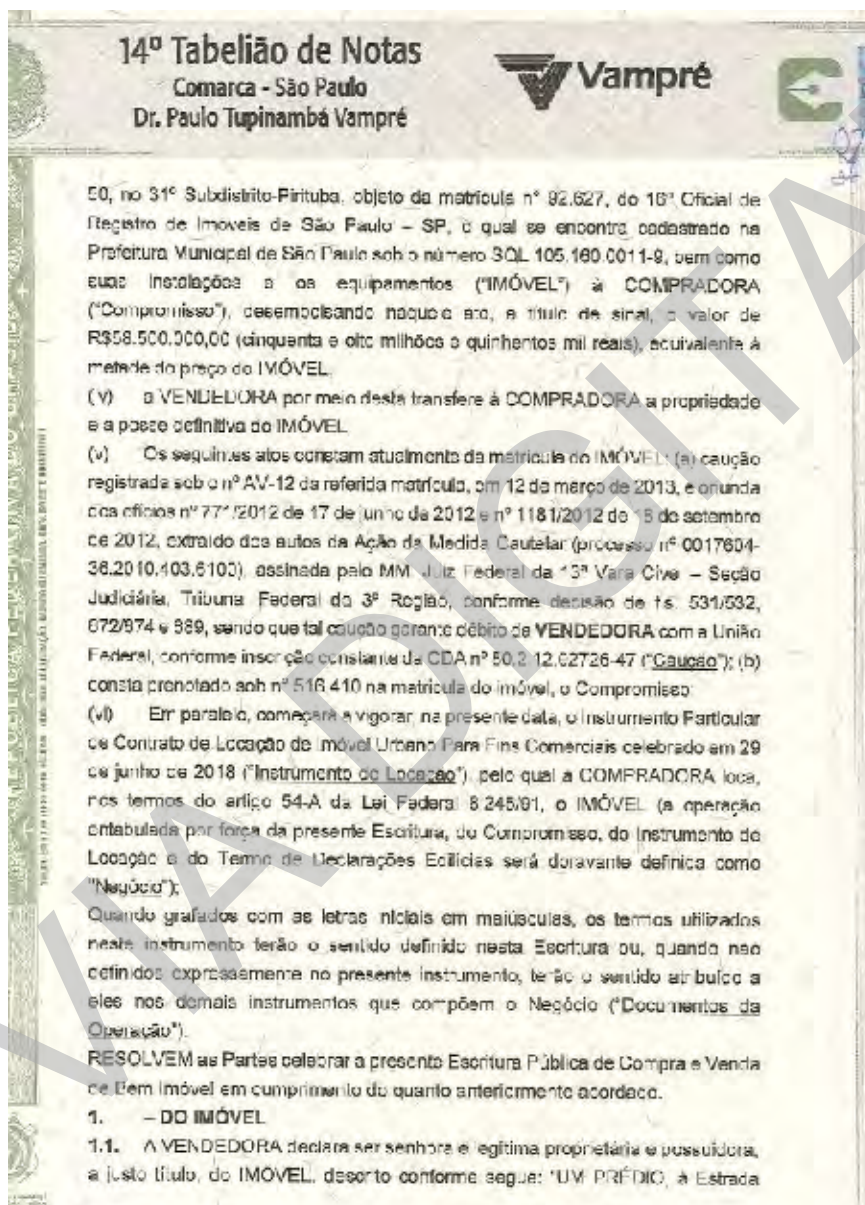 14º Tabelião de Notas
Comarca - São Paulo
Dr. Paulo Tupinambá Vampré
Vampré
50, no 31º Subdistrito-Pirituba, objeto da matrícula nº 92.627, do 16º Oficial de
Registro de Imóveis de São Paulo – SP, o qual se encontra cadastrado na
Prefeitura Municipal de São Paulo sob o número SQL 105.160.0011-9, bem como
suas instalações e os equipamentos ("IMÓVEL") à COMPRADORA
("Compromisso"), desembolsando naquele ato, a título de sinal, o valor de
R$58.500.000,00 (cinquenta e oito milhões e quinhentos mil reais), equivalente à
metade do preço do IMÓVEL.
(iv) a VENDEDORA por meio desta transfere à COMPRADORA a propriedade
e a posse definitiva do IMÓVEL
(v) Os seguintes atos constam atualmente da matrícula do IMÓVEL: (a) caução
registrada sob o nº AV-12 da referida matrícula, em 12 de março de 2013, e oriunda
dos ofícios nº 771/2012 de 17 de junho de 2012 e nº 1181/2012 de 18 de setembro
de 2012, extraído dos autos da Ação da Medida Cautelar (processo nº 0017604-
36.2010.403.6100), assinada pelo MM. Juiz Federal da 13ª Vara Cível – Seção
Judiciária, Tribunal Federal da 3ª Região, conforme decisão de fs. 531/532,
672/674 e 689, sendo que tal caução garante débito da VENDEDORA com a União
Federal, conforme inscrição constante da CDA nº 80.2.12.02726-47 ("Caução"); (b)
consta prenotado sob nº 516.410 na matrícula do imóvel, o Compromisso
(vi) Em paralelo, começará a vigorar, na presente data, o Instrumento Particular
de Contrato de Locação de Imóvel Urbano Para Fins Comerciais celebrado em 29
de junho de 2018 ("Instrumento de Locação"), pelo qual a COMPRADORA loca,
nos termos do artigo 54-A da Lei Federal 8.245/91, o IMÓVEL (a operação
entabulada por força da presente Escritura, do Compromisso, do Instrumento de
Locação e do Termo de Declarações Edilícias será doravante definida como
"Negócio");
Quando grafados com as letras iniciais em maiúsculas, os termos utilizados
neste instrumento terão o sentido definido nesta Escritura ou, quando não
definidos expressamente no presente instrumento, terão o sentido atribuído a
eles nos demais instrumentos que compõem o Negócio ("Documentos da
Operação").
RESOLVEM as Partes celebrar a presente Escritura Pública de Compra e Venda
de Bem Imóvel em cumprimento do quanto anteriormente acordado.
1. – DO IMÓVEL
1.1. A VENDEDORA declara ser senhora e legítima proprietária e possuidora,
a justo título, do IMÓVEL, descrito conforme segue: "UM PRÉDIO, à Estrada
VIA DIGITA